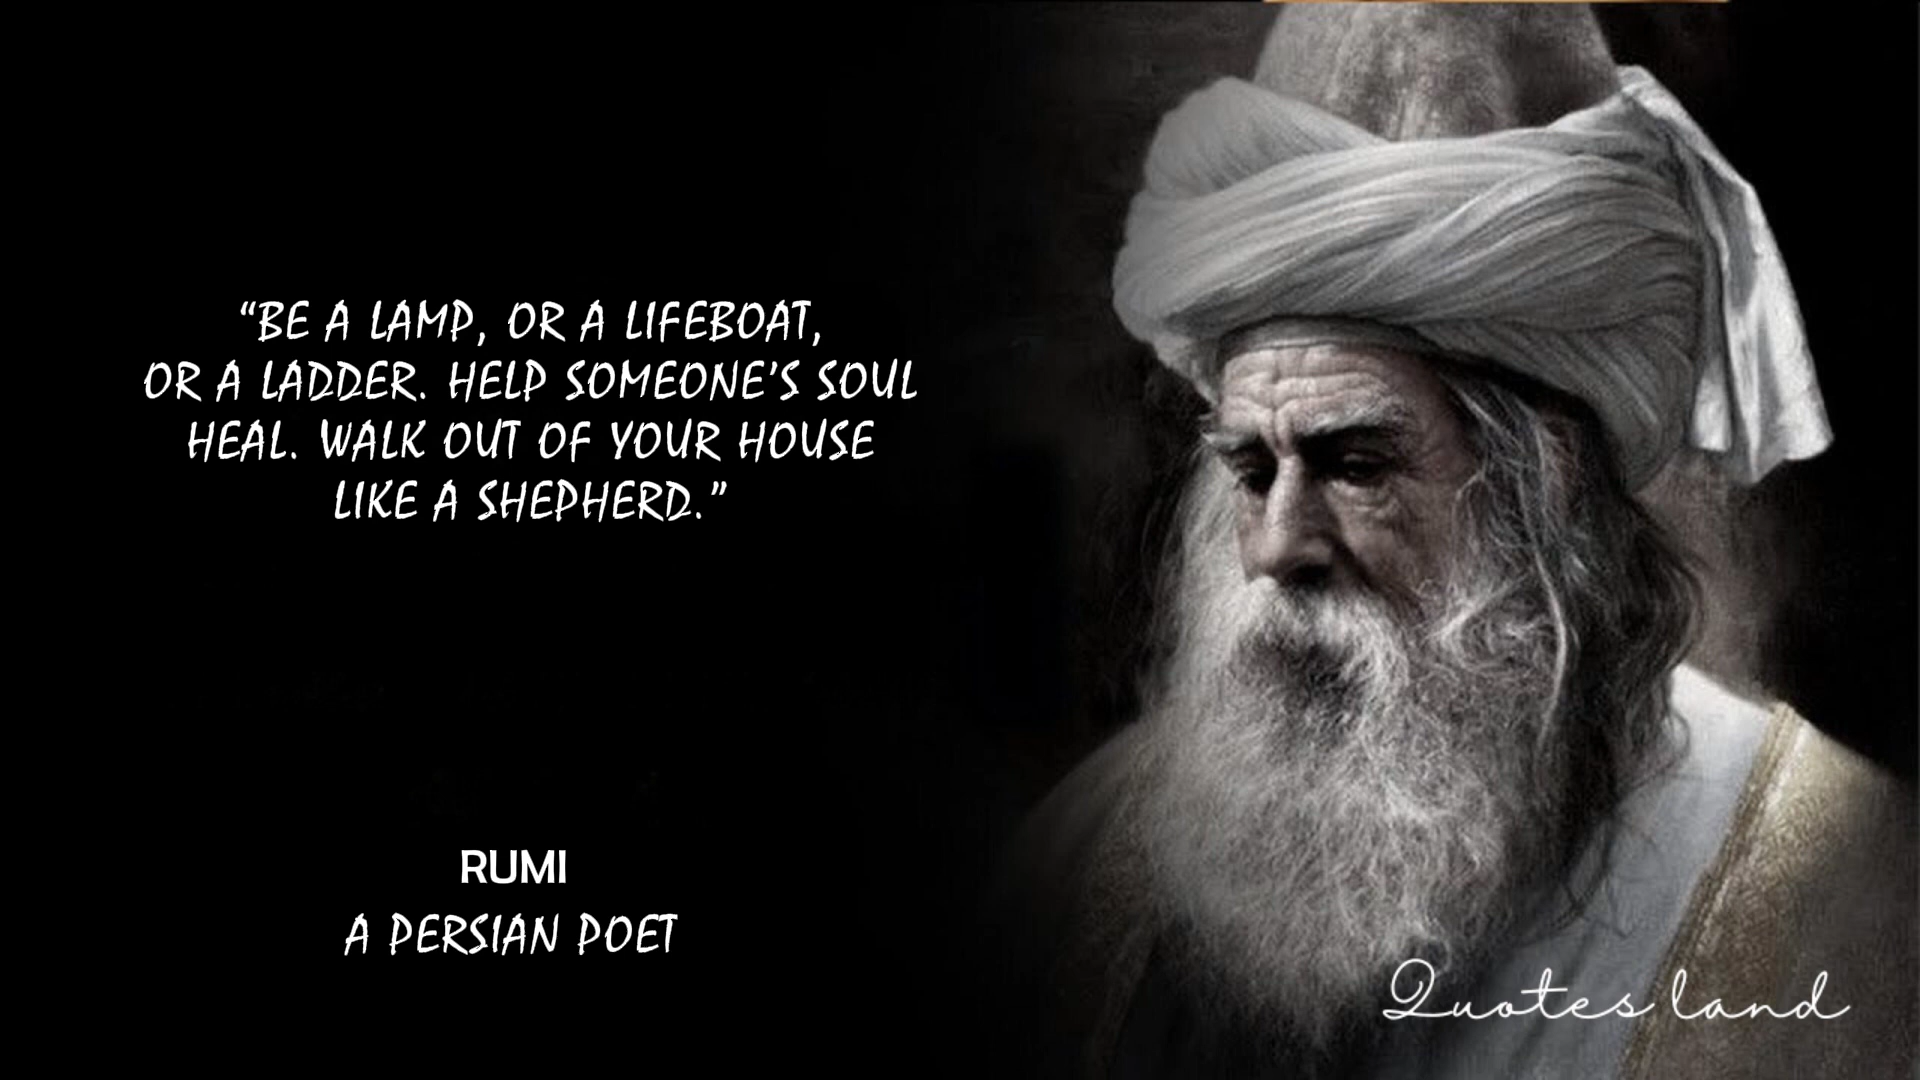 “BE A LAMP, OR A LIFEBOAT,
OR A LADDER. HELP SOMEONE’S SOUL
HEAL. WALK OUT OF YOUR HOUSE
LIKE A SHEPHERD.”
RUMI
A PERSIAN POET
Quotes land